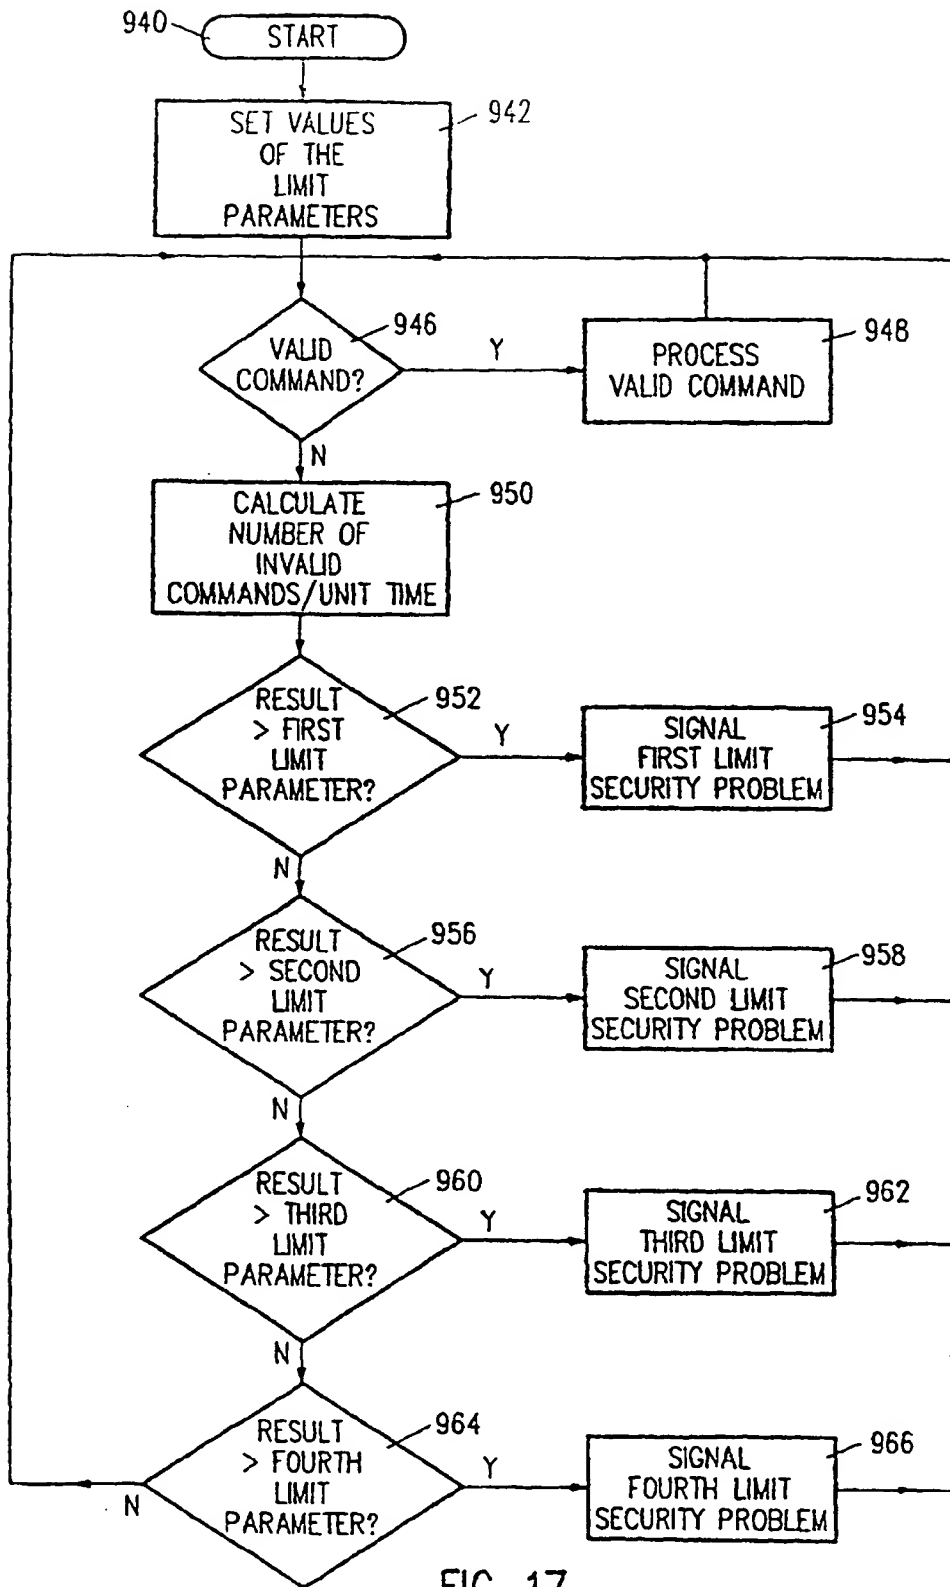 940
START
SET VALUES
OF THE
LIMIT
PARAMETERS
942
VALID
COMMAND?
946
Y
PROCESS
VALID COMMAND
948
N
CALCULATE
NUMBER OF
INVALID
COMMANDS/UNIT TIME
950
RESULT
> FIRST
LIMIT
PARAMETER?
952
Y
SIGNAL
FIRST LIMIT
SECURITY PROBLEM
954
N
RESULT
> SECOND
LIMIT
PARAMETER?
956
Y
SIGNAL
SECOND LIMIT
SECURITY PROBLEM
958
N
RESULT
> THIRD
LIMIT
PARAMETER?
960
Y
SIGNAL
THIRD LIMIT
SECURITY PROBLEM
962
N
RESULT
> FOURTH
LIMIT
PARAMETER?
964
Y
SIGNAL
FOURTH LIMIT
SECURITY PROBLEM
966
N
FIG. 17